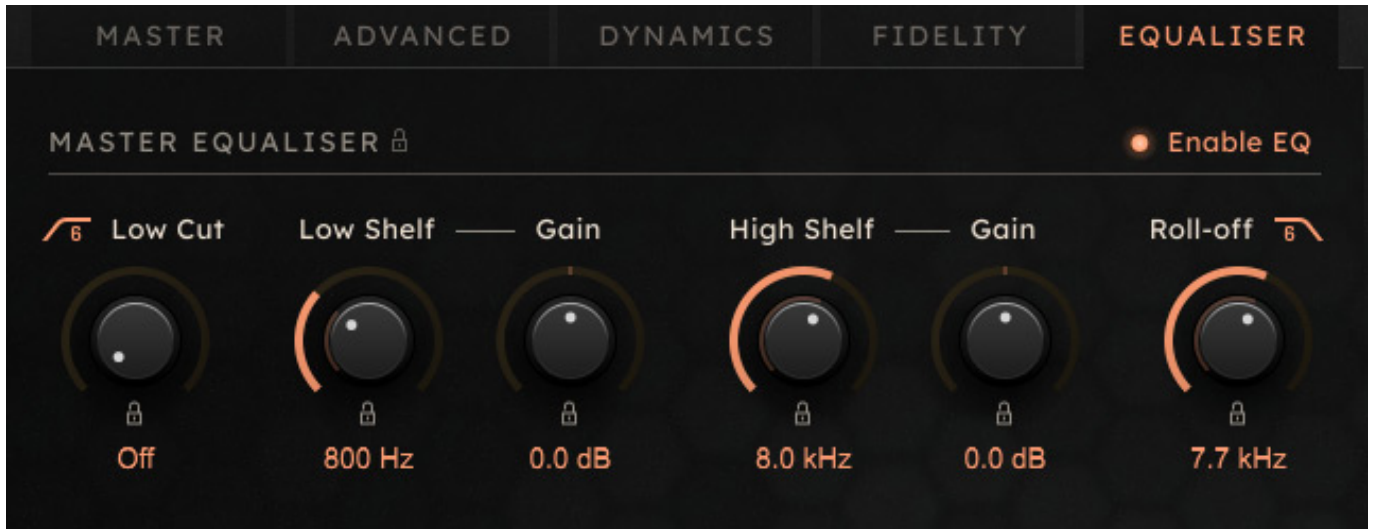 MASTER ADVANCED DYNAMICS FIDELITY EQUALISER
MASTER EQUALISER Enable EQ
6 Low Cut Low Shelf Gain High Shelf Gain Roll-off 6
Off 800 Hz 0.0 dB 8.0 kHz 0.0 dB 7.7 kHz